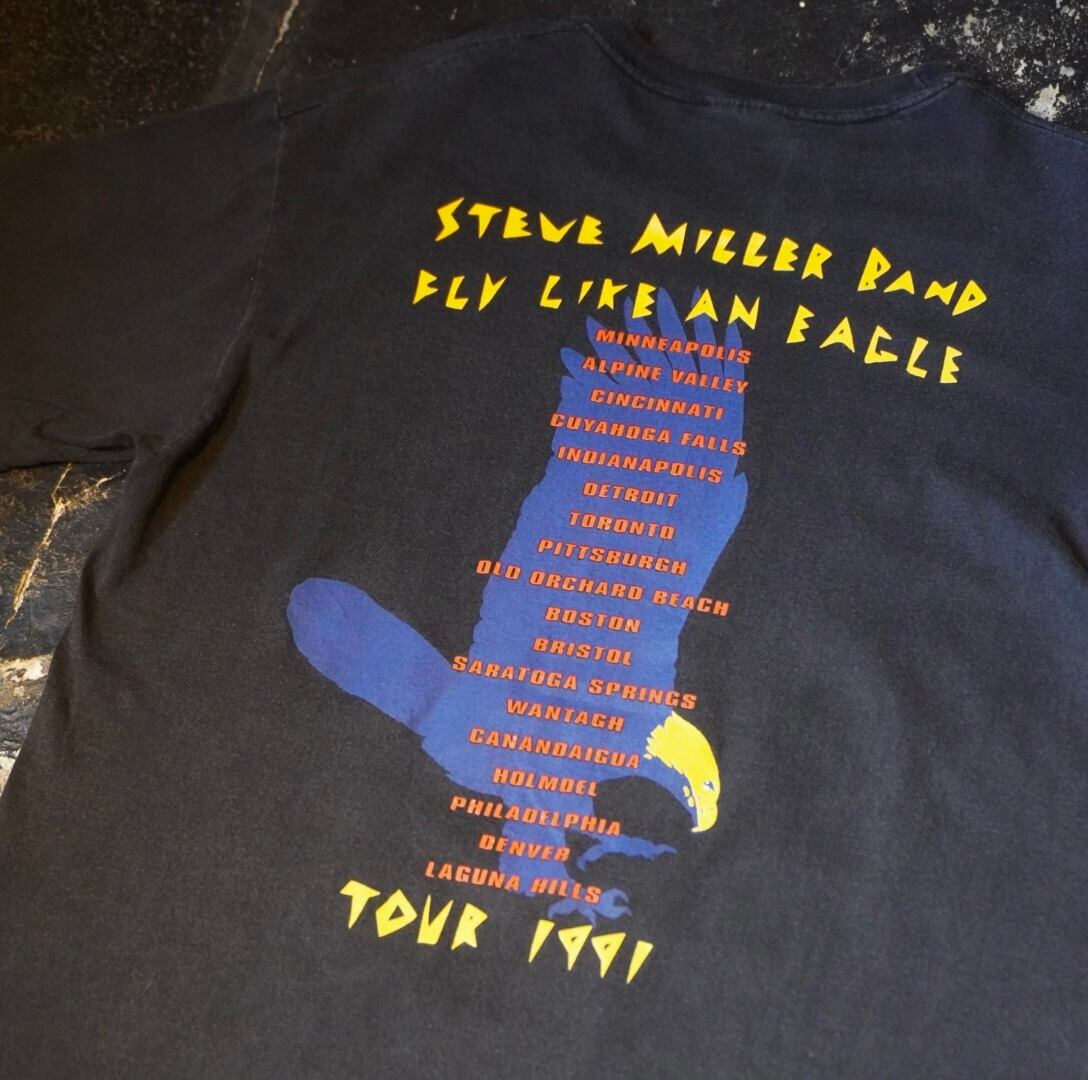 STEVE MILLER BAND
FLY LIKE AN EAGLE
MINNEAPOLIS
ALPINE VALLEY
CINCINNATI
CUYAHOGA FALLS
INDIANAPOLIS
DETROIT
TORONTO
PITTSBURGH
OLD ORCHARD BEACH
BOSTON
BRISTOL
SARATOGA SPRINGS
WANTAGH
CANANDAIGUA
HOLMDEL
PHILADELPHIA
DENVER
LAGUNA HILLS
TOUR 1991